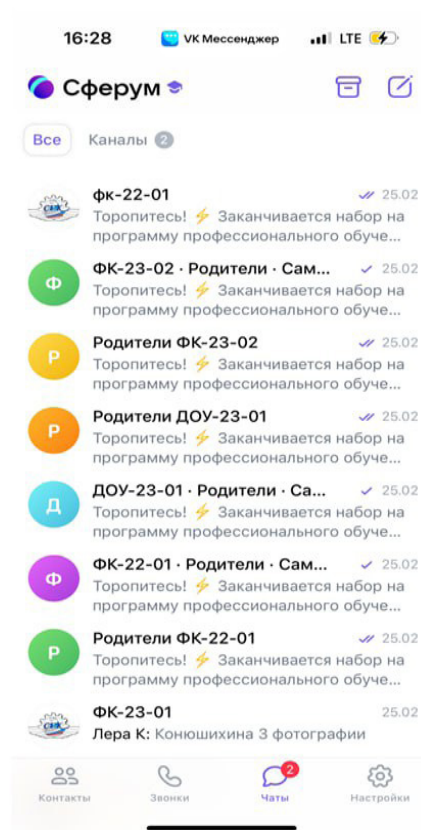 16:28 VK Мессенджер LTE
Сферум
Все Каналы 2
фк-22-01 25.02
Торопитесь! ⚡ Заканчивается набор на
программу профессионального обуче...
Ф ФК-23-02 · Родители · Сам... 25.02
Торопитесь! ⚡ Заканчивается набор на
программу профессионального обуче...
Р Родители ФК-23-02 25.02
Торопитесь! ⚡ Заканчивается набор на
программу профессионального обуче...
Р Родители ДОУ-23-01 25.02
Торопитесь! ⚡ Заканчивается набор на
программу профессионального обуче...
Д ДОУ-23-01 · Родители · Са... 25.02
Торопитесь! ⚡ Заканчивается набор на
программу профессионального обуче...
Ф ФК-22-01 · Родители · Сам... 25.02
Торопитесь! ⚡ Заканчивается набор на
программу профессионального обуче...
Р Родители ФК-22-01 25.02
Торопитесь! ⚡ Заканчивается набор на
программу профессионального обуче...
ФК-23-01 25.02
Лера К: Конюшихина 3 фотографии
2
Контакты Звонки Чаты Настройки